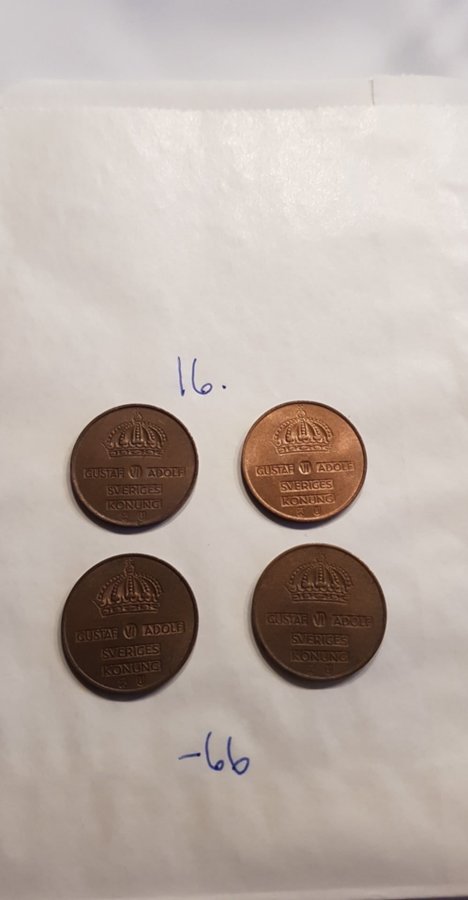 16.
GUSTAF VI ADOLF
SVERIGES
KONUNG
U
GUSTAF VI ADOLF
SVERIGES
KONUNG
U
GUSTAF VI ADOLF
SVERIGES
KONUNG
U
GUSTAF VI ADOLF
SVERIGES
KONUNG
U
-66